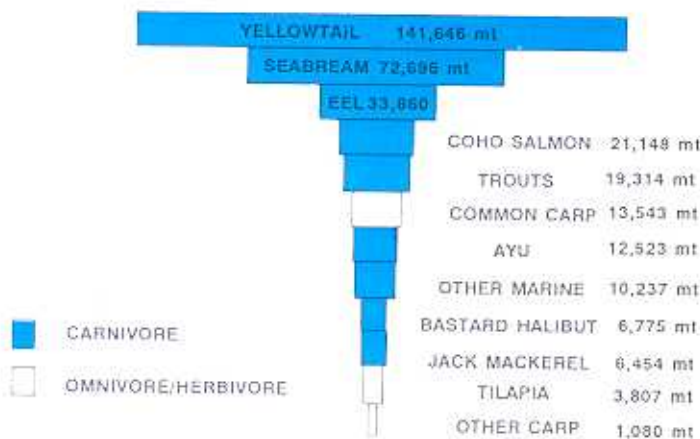 YELLOWTAIL 141,646 mt
SEABREAM 72,696 mt
EEL 33,860
COHO SALMON 21,148 mt
TROUTS 19,314 mt
COMMON CARP 13,543 mt
AYU 12,523 mt
OTHER MARINE 10,237 mt
BASTARD HALIBUT 6,775 mt
JACK MACKEREL 6,454 mt
TILAPIA 3,807 mt
OTHER CARP 1,080 mt
CARNIVORE
OMNIVORE/HERBIVORE